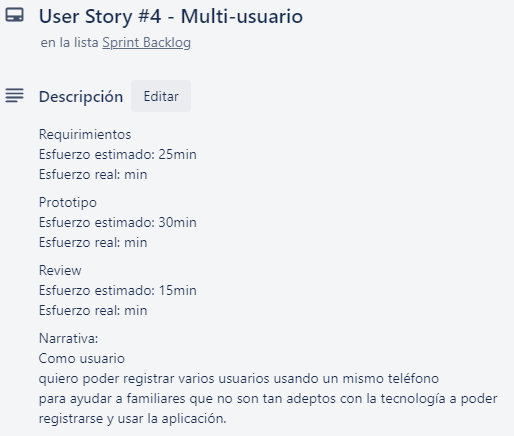 User Story #4 - Multi-usuario
en la lista Sprint Backlog
Descripción Editar
Requirimientos
Esfuerzo estimado: 25min
Esfuerzo real: min
Prototipo
Esfuerzo estimado: 30min
Esfuerzo real: min
Review
Esfuerzo estimado: 15min
Esfuerzo real: min
Narrativa:
Como usuario
quiero poder registrar varios usuarios usando un mismo teléfono
para ayudar a familiares que no son tan adeptos con la tecnología a poder
registrarse y usar la aplicación.